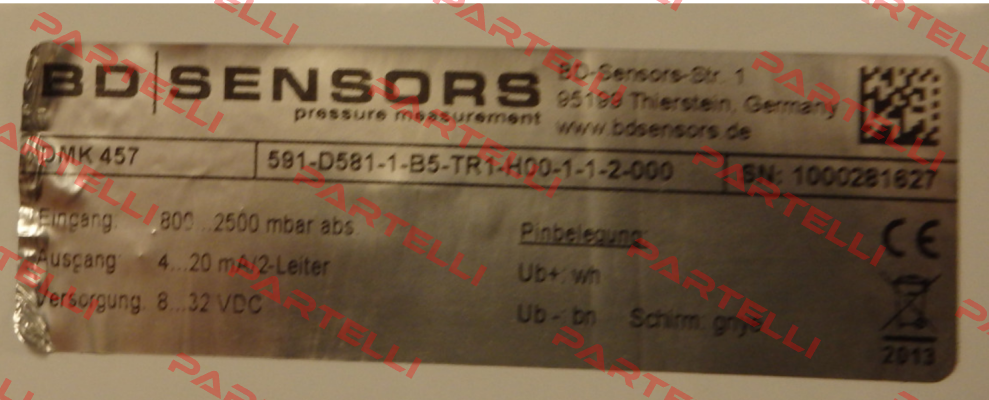 BD|SENSORS
pressure measurement
BD-Sensors-Str. 1
95199 Thierstein, Germany
www.bdsensors.de
DMK 457 591-D581-1-B5-TR1-H00-1-1-2-000 SN: 1000281627
Eingang: 800...2500 mbar abs.
Ausgang: 4...20 mA/2-Leiter
Versorgung: 8...32 VDC
Pinbelegung:
Ub+: wn
Ub -: bn Schirm: gnye
CE
2013
PARTELLI